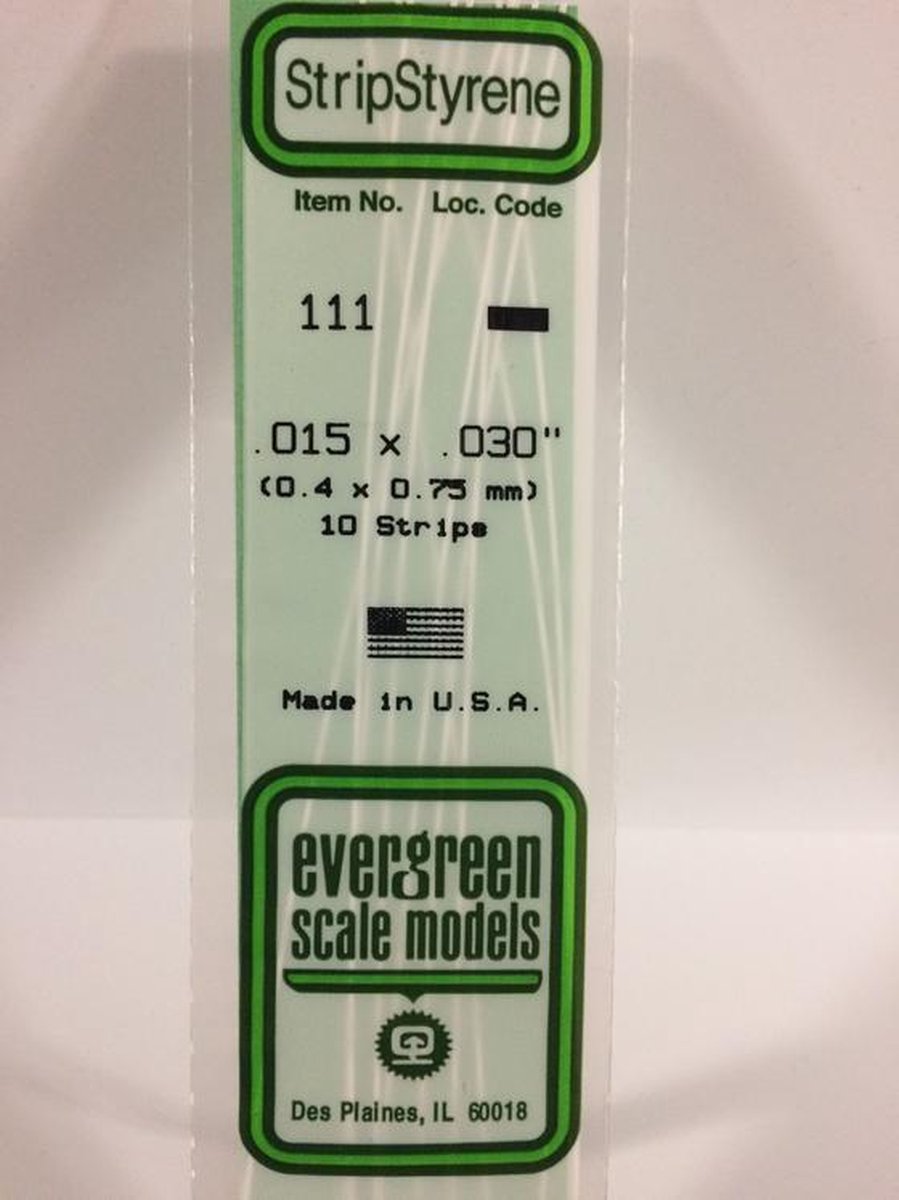 StripStyrene
Item No. Loc. Code
111
.015 x .030"
(0.4 x 0.75 mm)
10 Strips
Made in U.S.A.
evergreen
scale models
Des Plaines, IL 60018